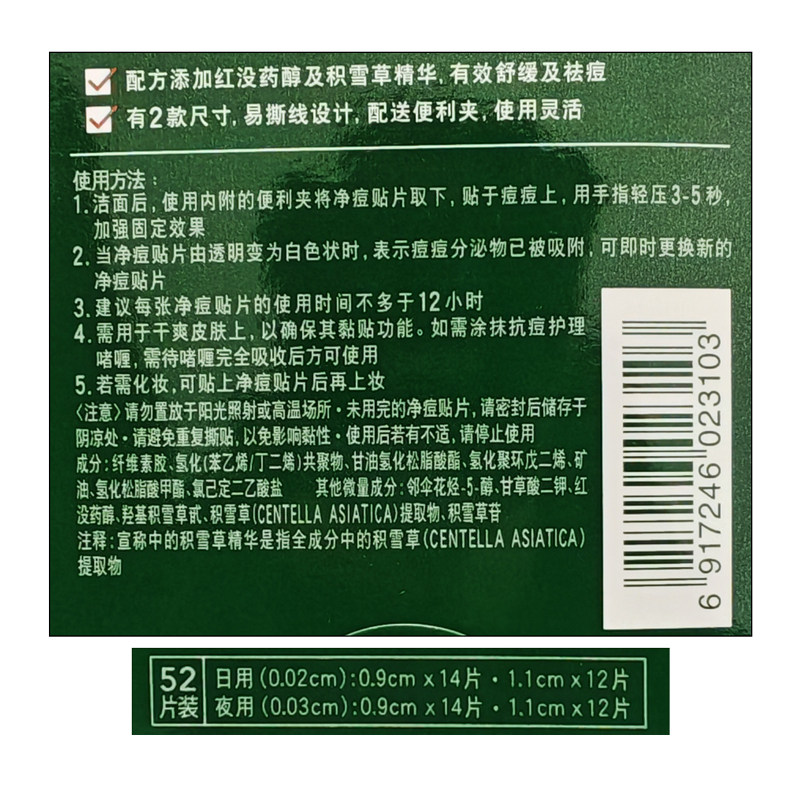 配方添加红没药醇及积雪草精华,有效舒缓及祛痘
有2款尺寸,易撕线设计,配送便利夹,使用灵活
使用方法：
1.洁面后,使用内附的便利夹将净痘贴片取下,贴于痘痘上,用手指轻压3-5秒,
加强固定效果
2.当净痘贴片由透明变为白色状时,表示痘痘分泌物已被吸附,可即时更换新的
净痘贴片
3.建议每张净痘贴片的使用时间不多于12小时
4.需用于干爽皮肤上,以确保其黏贴功能。如需涂抹抗痘护理
啫喱,需待啫喱完全吸收后方可使用
5.若需化妆,可贴上净痘贴片后再上妆
〈注意〉请勿置放于阳光照射或高温场所・未用完的净痘贴片,请密封后储存于
阴凉处・请避免重复撕贴,以免影响黏性・使用后若有不适,请停止使用
成分:纤维素胶、氢化(苯乙烯/丁二烯)共聚物、甘油氢化松脂酸酯、氢化聚环戊二烯、矿
油、氢化松脂酸甲酯、氯己定二乙酸盐 其他微量成分:邻伞花烃-5-醇、甘草酸二钾、红
没药醇、羟基积雪草甙、积雪草(CENTELLA ASIATICA)提取物、积雪草苷
注释:宣称中的积雪草精华是指全成分中的积雪草(CENTELLA ASIATICA)
提取物
6 917246 023103
52
片装
日用(0.02cm):0.9cm x 14片・1.1cm x 12片
夜用(0.03cm):0.9cm x 14片・1.1cm x 12片